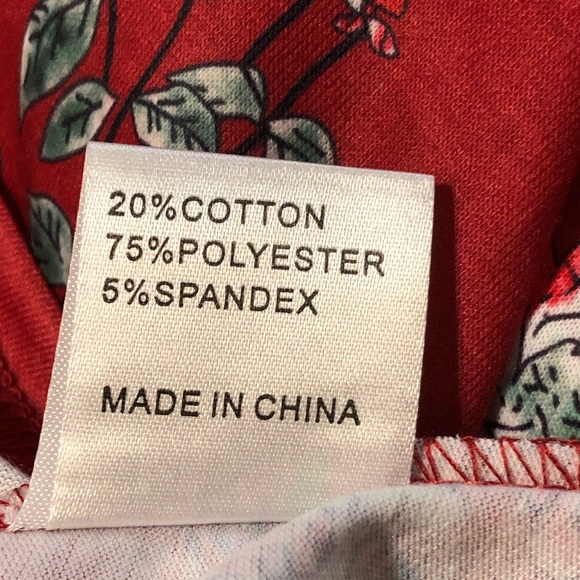 20%COTTON
75%POLYESTER
5%SPANDEX
MADE IN CHINA